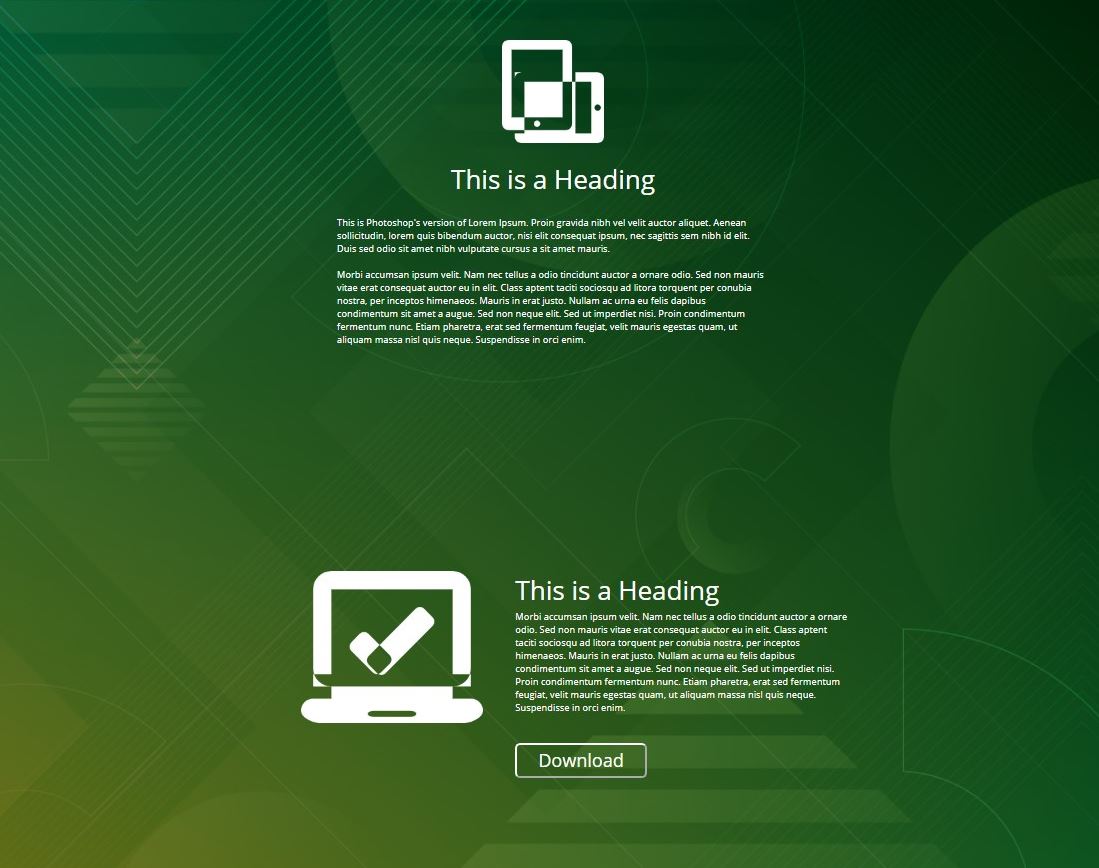 This is a Heading
This is Photoshop's version of Lorem Ipsum. Proin gravida nibh vel velit auctor aliquet. Aenean
sollicitudin, lorem quis bibendum auctor, nisi elit consequat ipsum, nec sagittis sem nibh id elit.
Duis sed odio sit amet nibh vulputate cursus a sit amet mauris.
Morbi accumsan ipsum velit. Nam nec tellus a odio tincidunt auctor a ornare odio. Sed non mauris
vitae erat consequat auctor eu in elit. Class aptent taciti sociosqu ad litora torquent per conubia
nostra, per inceptos himenaeos. Mauris in erat justo. Nullam ac urna eu felis dapibus
condimentum sit amet a augue. Sed non neque elit. Sed ut imperdiet nisi. Proin condimentum
fermentum nunc. Etiam pharetra, erat sed fermentum feugiat, velit mauris egestas quam, ut
aliquam massa nisl quis neque. Suspendisse in orci enim.
This is a Heading
Morbi accumsan ipsum velit. Nam nec tellus a odio tincidunt auctor a ornare
odio. Sed non mauris vitae erat consequat auctor eu in elit. Class aptent
taciti sociosqu ad litora torquent per conubia nostra, per inceptos
himenaeos. Mauris in erat justo. Nullam ac urna eu felis dapibus
condimentum sit amet a augue. Sed non neque elit. Sed ut imperdiet nisi.
Proin condimentum fermentum nunc. Etiam pharetra, erat sed fermentum
feugiat, velit mauris egestas quam, ut aliquam massa nisl quis neque.
Suspendisse in orci enim.
Download